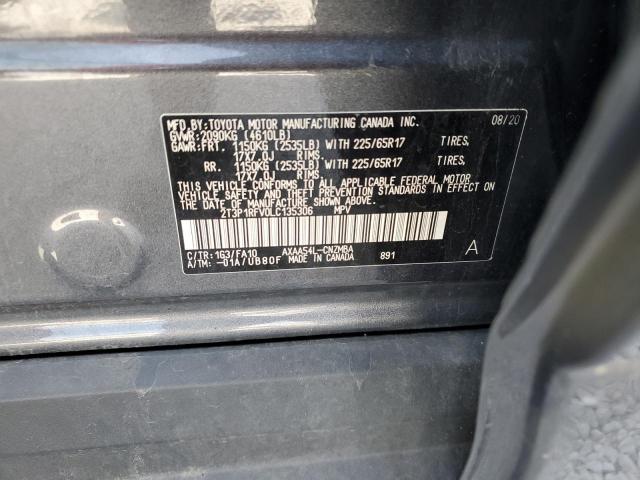 MFD.BY:TOYOTA MOTOR MANUFACTURING CANADA INC. 08/20
GVWR:2090KG (4610LB)
GAWR:FRT. 1150KG (2535LB) WITH 225/65R17 TIRES,
17X7.0J RIMS.
RR. 1150KG (2535LB) WITH 225/65R17 TIRES,
17X7.0J RIMS.
THIS VEHICLE CONFORMS TO ALL APPLICABLE FEDERAL MOTOR
VEHICLE SAFETY AND THEFT PREVENTION STANDARDS IN EFFECT
ON THE DATE OF MANUFACTURE SHOWN ABOVE.
2T3P1RFV0LC135306 MPV
C/TR:1G3/FA10 AXAA54L-CNZMBA
A/TM: -01A/UB80F MADE IN CANADA 891 A